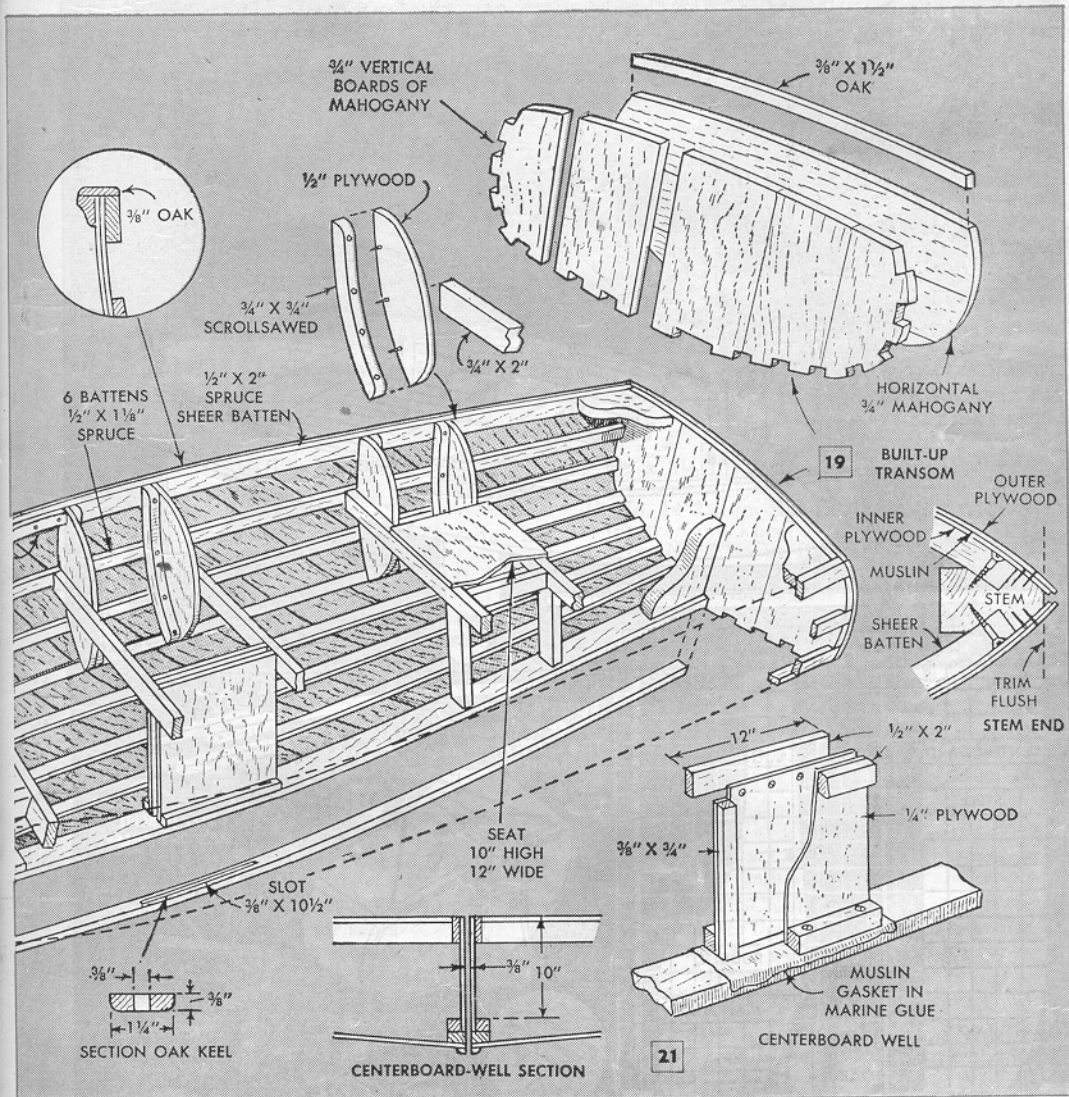 ¾" VERTICAL
BOARDS OF
MAHOGANY
⅜" X 1½"
OAK
½" PLYWOOD
⅜" OAK
¾" X ¾"
SCROLLSAWED
¾" X 2"
6 BATTENS
½" X 1⅛"
SPRUCE
½" X 2"
SPRUCE
SHEER BATTEN
HORIZONTAL
¾" MAHOGANY
19
BUILT-UP
TRANSOM
OUTER
PLYWOOD
INNER
PLYWOOD
MUSLIN
STEM
SHEER
BATTEN
TRIM
FLUSH
STEM END
12"
½" X 2"
¼" PLYWOOD
⅜" X ¾"
SEAT
10" HIGH
12" WIDE
SLOT
⅜" X 10½"
⅜"
⅜"
1¼"
SECTION OAK KEEL
⅜"
10"
CENTERBOARD-WELL SECTION
MUSLIN
GASKET IN
MARINE GLUE
CENTERBOARD WELL
21